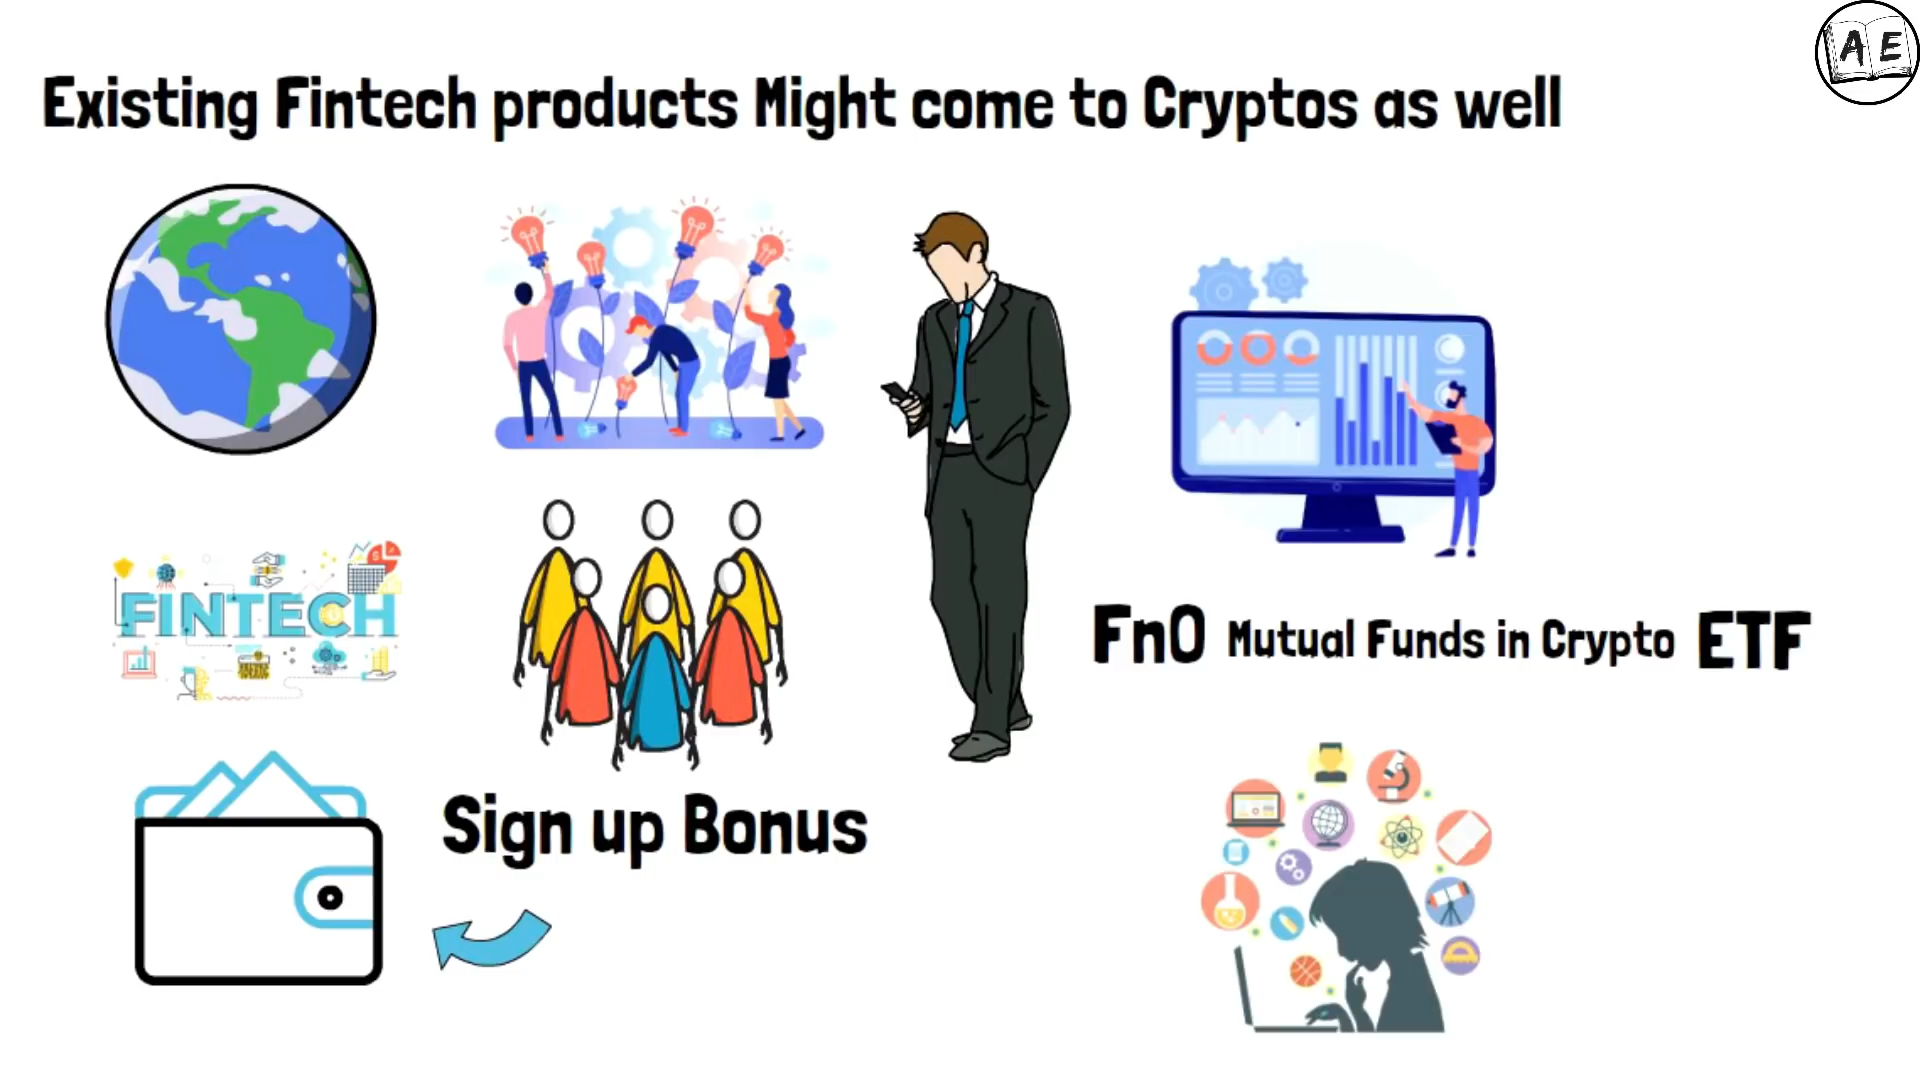 A E
Existing Fintech products Might come to Cryptos as well
FINTECH
FnO Mutual Funds in Crypto ETF
Sign up Bonus